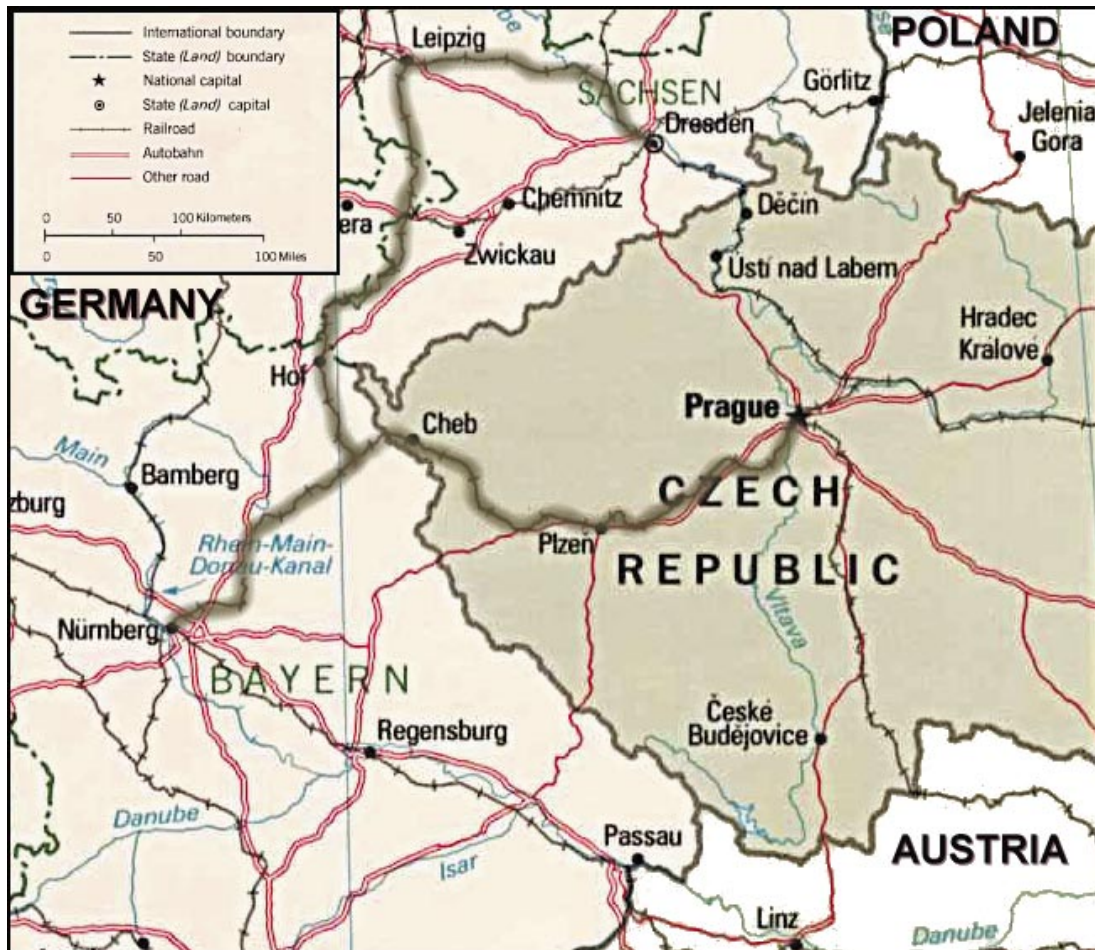 International boundary
State (Land) boundary
National capital
State (Land) capital
Railroad
Autobahn
Other road
0 50 100 Kilometers
0 50 100 Miles
POLAND
Leipzig
SACHSEN
Görlitz
Jelenia
Gora
Dresden
Chemnitz
Děčín
era
Zwickau
Ústí nad Labem
GERMANY
Hradec
Králové
Hof
Prague
Cheb
Main
Bamberg
zburg
CZECH
Plzeň
Rhein-Main-
Donau-Kanal
REPUBLIC
Vltava
Nürnberg
BAYERN
České
Budějovice
Regensburg
Danube
Passau
AUSTRIA
Isar
Linz
Danube